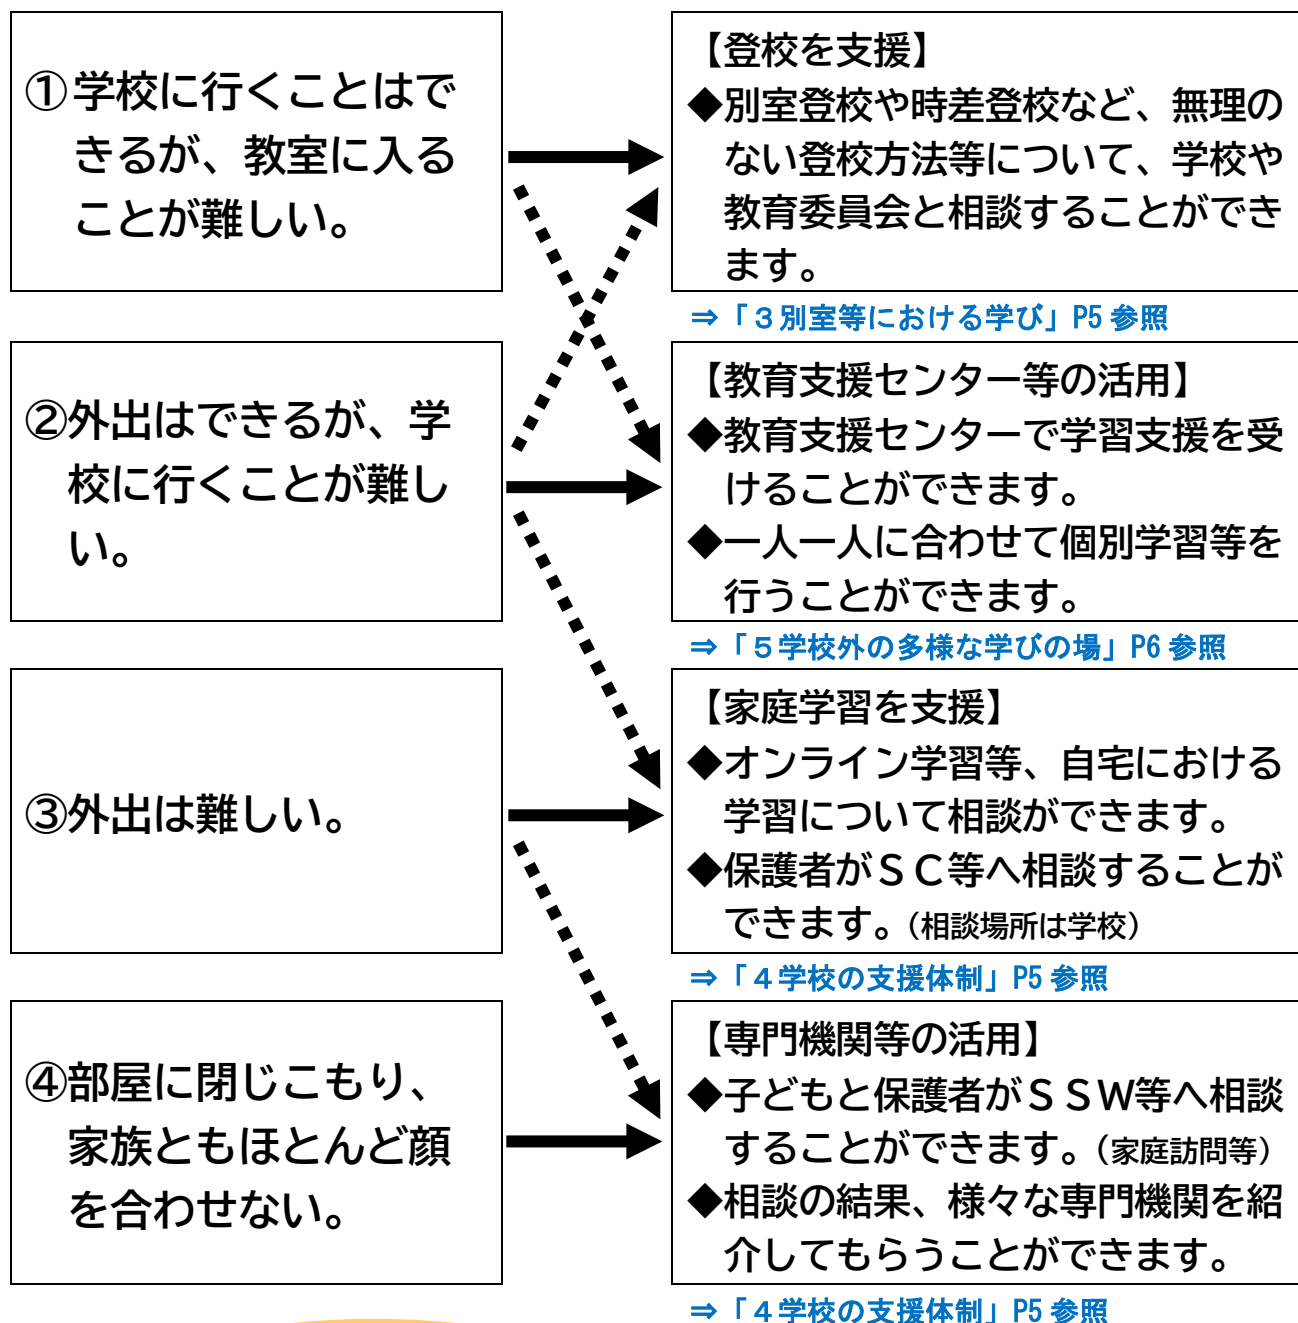 ①学校に行くことはで
きるが、教室に入る
ことが難しい。
【登校を支援】
◆別室登校や時差登校など、無理の
ない登校方法等について、学校や
教育委員会と相談することができ
ます。
⇒「３別室等における学び」P5 参照
②外出はできるが、学
校に行くことが難し
い。
【教育支援センター等の活用】
◆教育支援センターで学習支援を受
けることができます。
◆一人一人に合わせて個別学習等を
行うことができます。
⇒「５学校外の多様な学びの場」P6 参照
③外出は難しい。
【家庭学習を支援】
◆オンライン学習等、自宅における
学習について相談ができます。
◆保護者がＳＣ等へ相談することが
できます。（相談場所は学校）
⇒「４学校の支援体制」P5 参照
④部屋に閉じこもり、
家族ともほとんど顔
を合わせない。
【専門機関等の活用】
◆子どもと保護者がＳＳＷ等へ相談
することができます。（家庭訪問等）
◆相談の結果、様々な専門機関を紹
介してもらうことができます。
⇒「４学校の支援体制」P5 参照